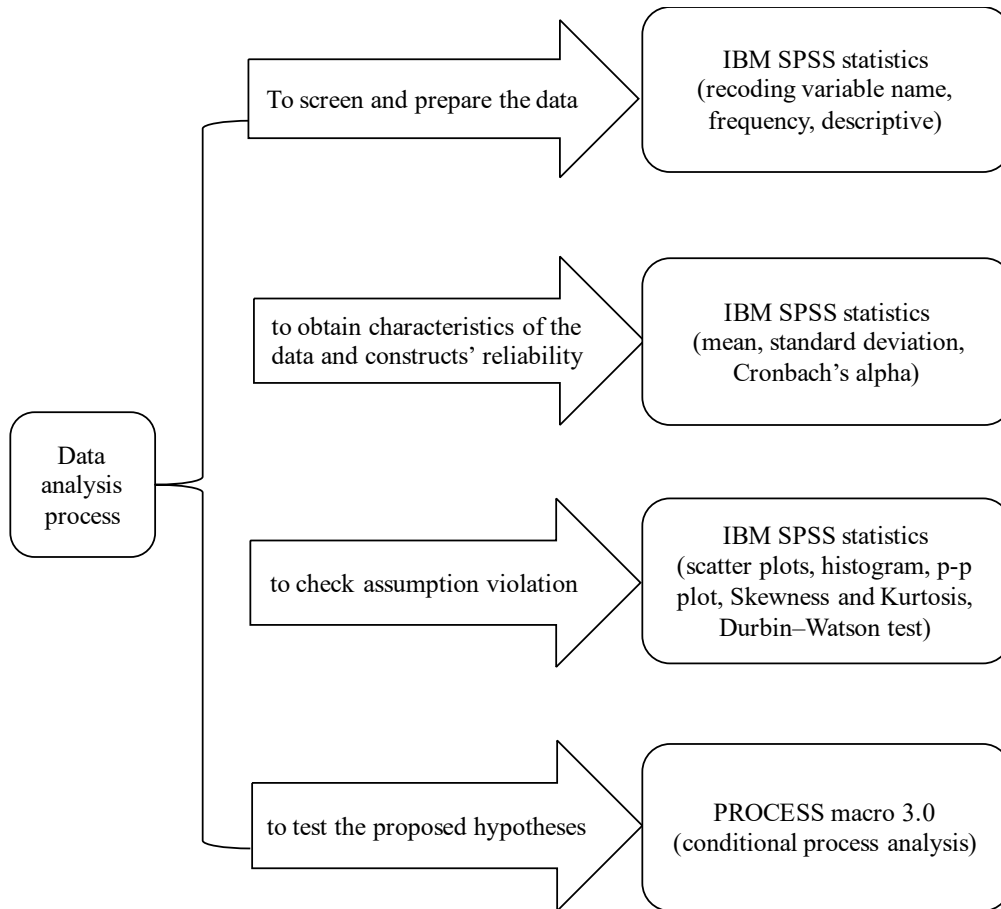 To screen and prepare the data
IBM SPSS statistics
(recoding variable name,
frequency, descriptive)
to obtain characteristics of the
data and constructs’ reliability
IBM SPSS statistics
(mean, standard deviation,
Cronbach’s alpha)
Data
analysis
process
to check assumption violation
IBM SPSS statistics
(scatter plots, histogram, p-p
plot, Skewness and Kurtosis,
Durbin–Watson test)
to test the proposed hypotheses
PROCESS macro 3.0
(conditional process analysis)